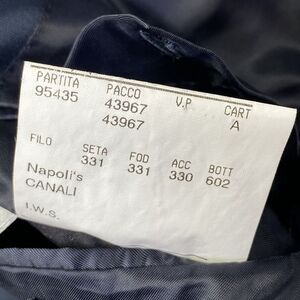 PARTITA PACCO V.P. CART
95435 43967 A
43967
FILO SETA FOD ACC BOTT
331 331 330 602
Napoli's
CANALI
I.W.S.